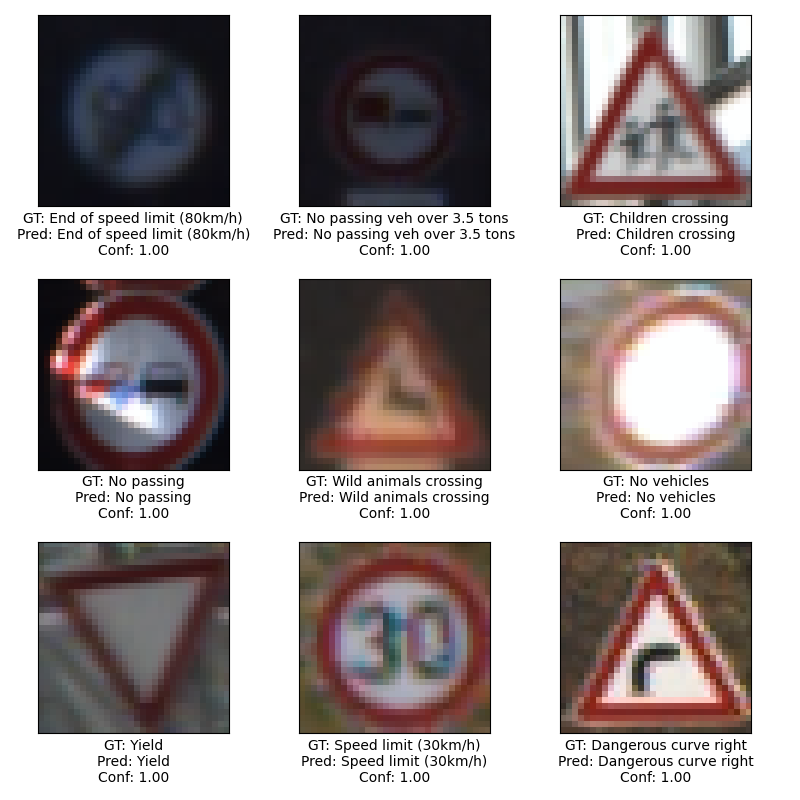 GT: End of speed limit (80km/h)
Pred: End of speed limit (80km/h)
Conf: 1.00
GT: No passing veh over 3.5 tons
Pred: No passing veh over 3.5 tons
Conf: 1.00
GT: Children crossing
Pred: Children crossing
Conf: 1.00
GT: No passing
Pred: No passing
Conf: 1.00
GT: Wild animals crossing
Pred: Wild animals crossing
Conf: 1.00
GT: No vehicles
Pred: No vehicles
Conf: 1.00
GT: Yield
Pred: Yield
Conf: 1.00
30
GT: Speed limit (30km/h)
Pred: Speed limit (30km/h)
Conf: 1.00
GT: Dangerous curve right
Pred: Dangerous curve right
Conf: 1.00